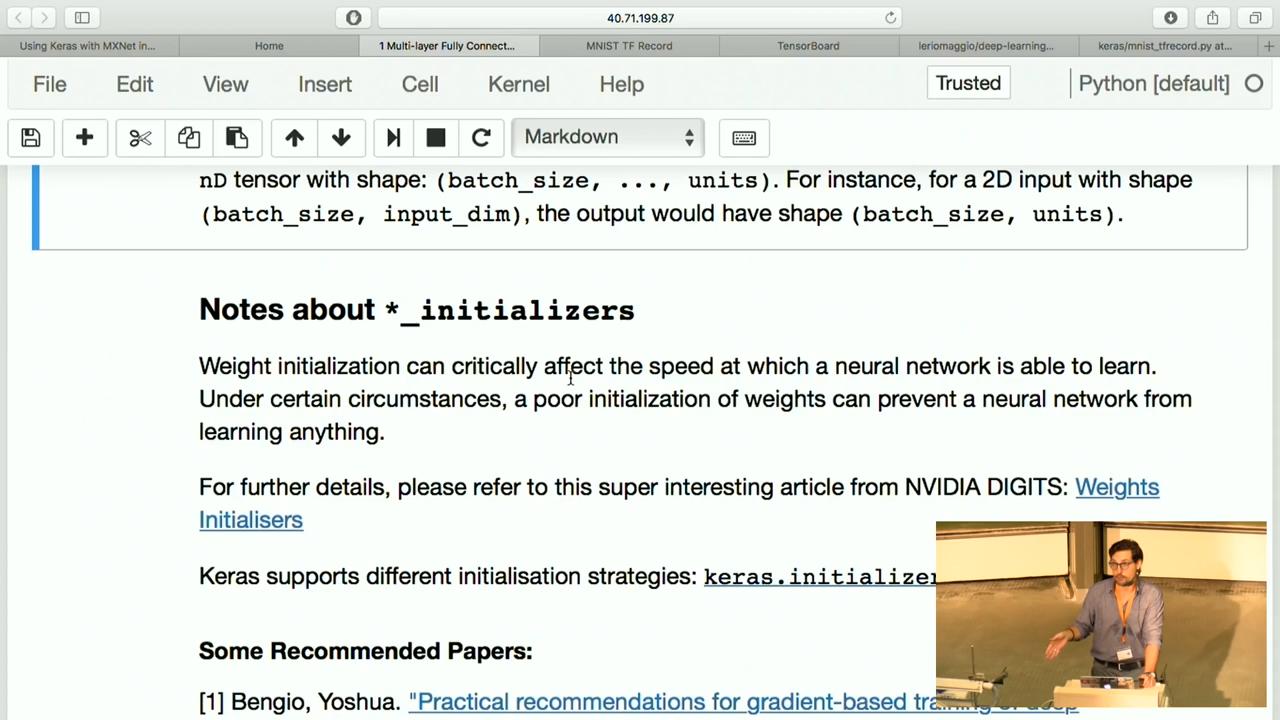 40.71.199.87
Using Keras with MXNet in... Home 1 Multi-layer Fully Connect... MNIST TF Record TensorBoard leriomaggio/deep-learning... keras/mnist_tfrecord.py at...
File Edit View Insert Cell Kernel Help Trusted Python [default]
Markdown
nD tensor with shape: (batch_size, ..., units). For instance, for a 2D input with shape
(batch_size, input_dim), the output would have shape (batch_size, units).
Notes about *_initializers
Weight initialization can critically affect the speed at which a neural network is able to learn.
Under certain circumstances, a poor initialization of weights can prevent a neural network from
learning anything.
For further details, please refer to this super interesting article from NVIDIA DIGITS: Weights
Initialisers
Keras supports different initialisation strategies: keras.initializer
Some Recommended Papers:
[1] Bengio, Yoshua. "Practical recommendations for gradient-based training of deep